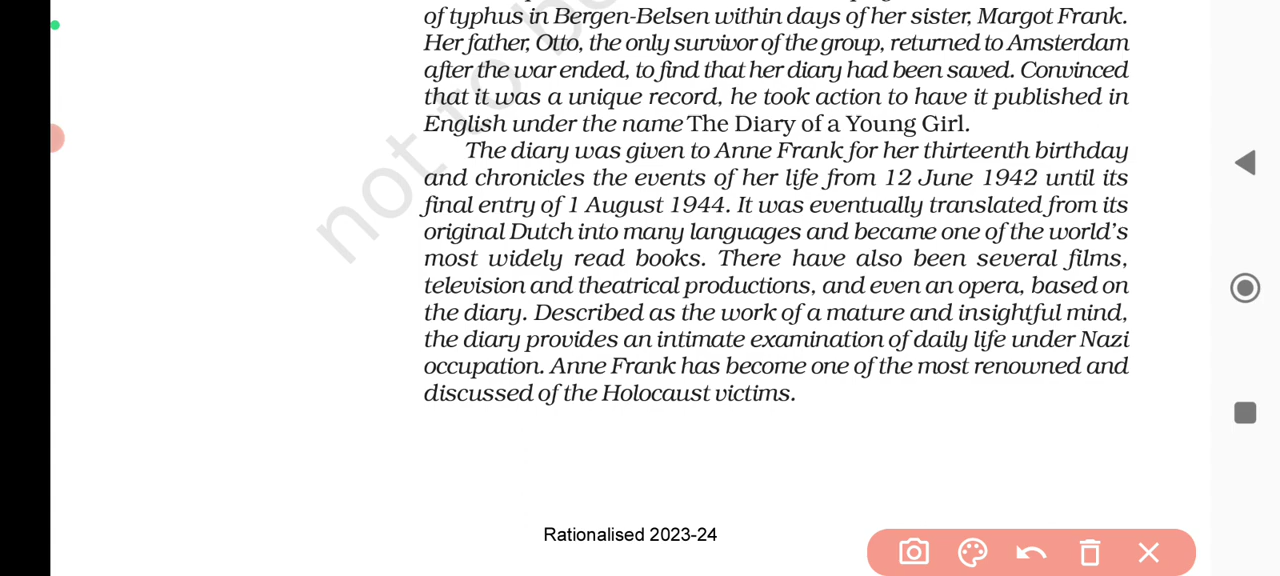 of typhus in Bergen-Belsen within days of her sister, Margot Frank.
Her father, Otto, the only survivor of the group, returned to Amsterdam
after the war ended, to find that her diary had been saved. Convinced
that it was a unique record, he took action to have it published in
English under the name The Diary of a Young Girl.
The diary was given to Anne Frank for her thirteenth birthday
and chronicles the events of her life from 12 June 1942 until its
final entry of 1 August 1944. It was eventually translated from its
original Dutch into many languages and became one of the world's
most widely read books. There have also been several films,
television and theatrical productions, and even an opera, based on
the diary. Described as the work of a mature and insightful mind,
the diary provides an intimate examination of daily life under Nazi
occupation. Anne Frank has become one of the most renowned and
discussed of the Holocaust victims.
not to b
Rationalised 2023-24